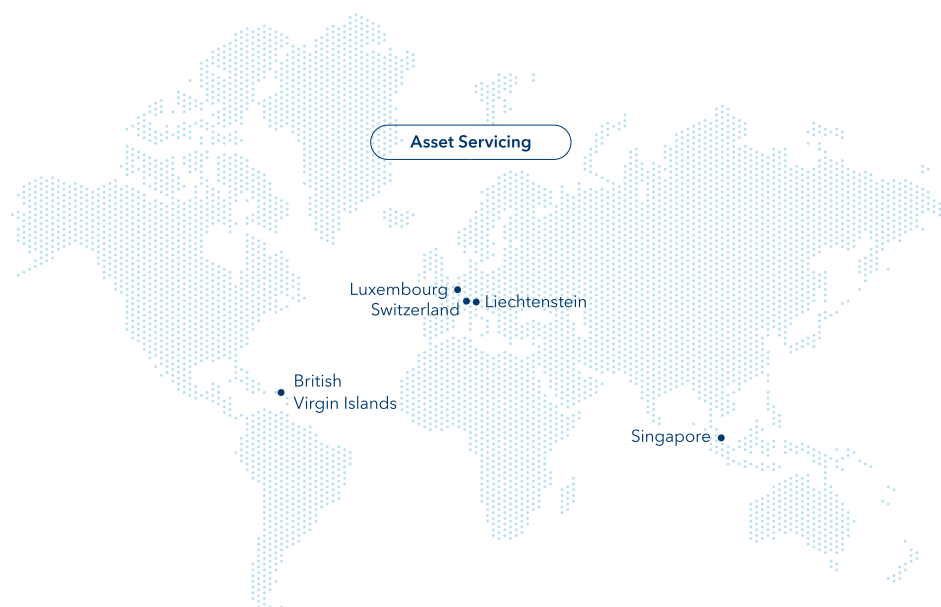 Asset Servicing
Luxembourg
Switzerland
Liechtenstein
British
Virgin Islands
Singapore